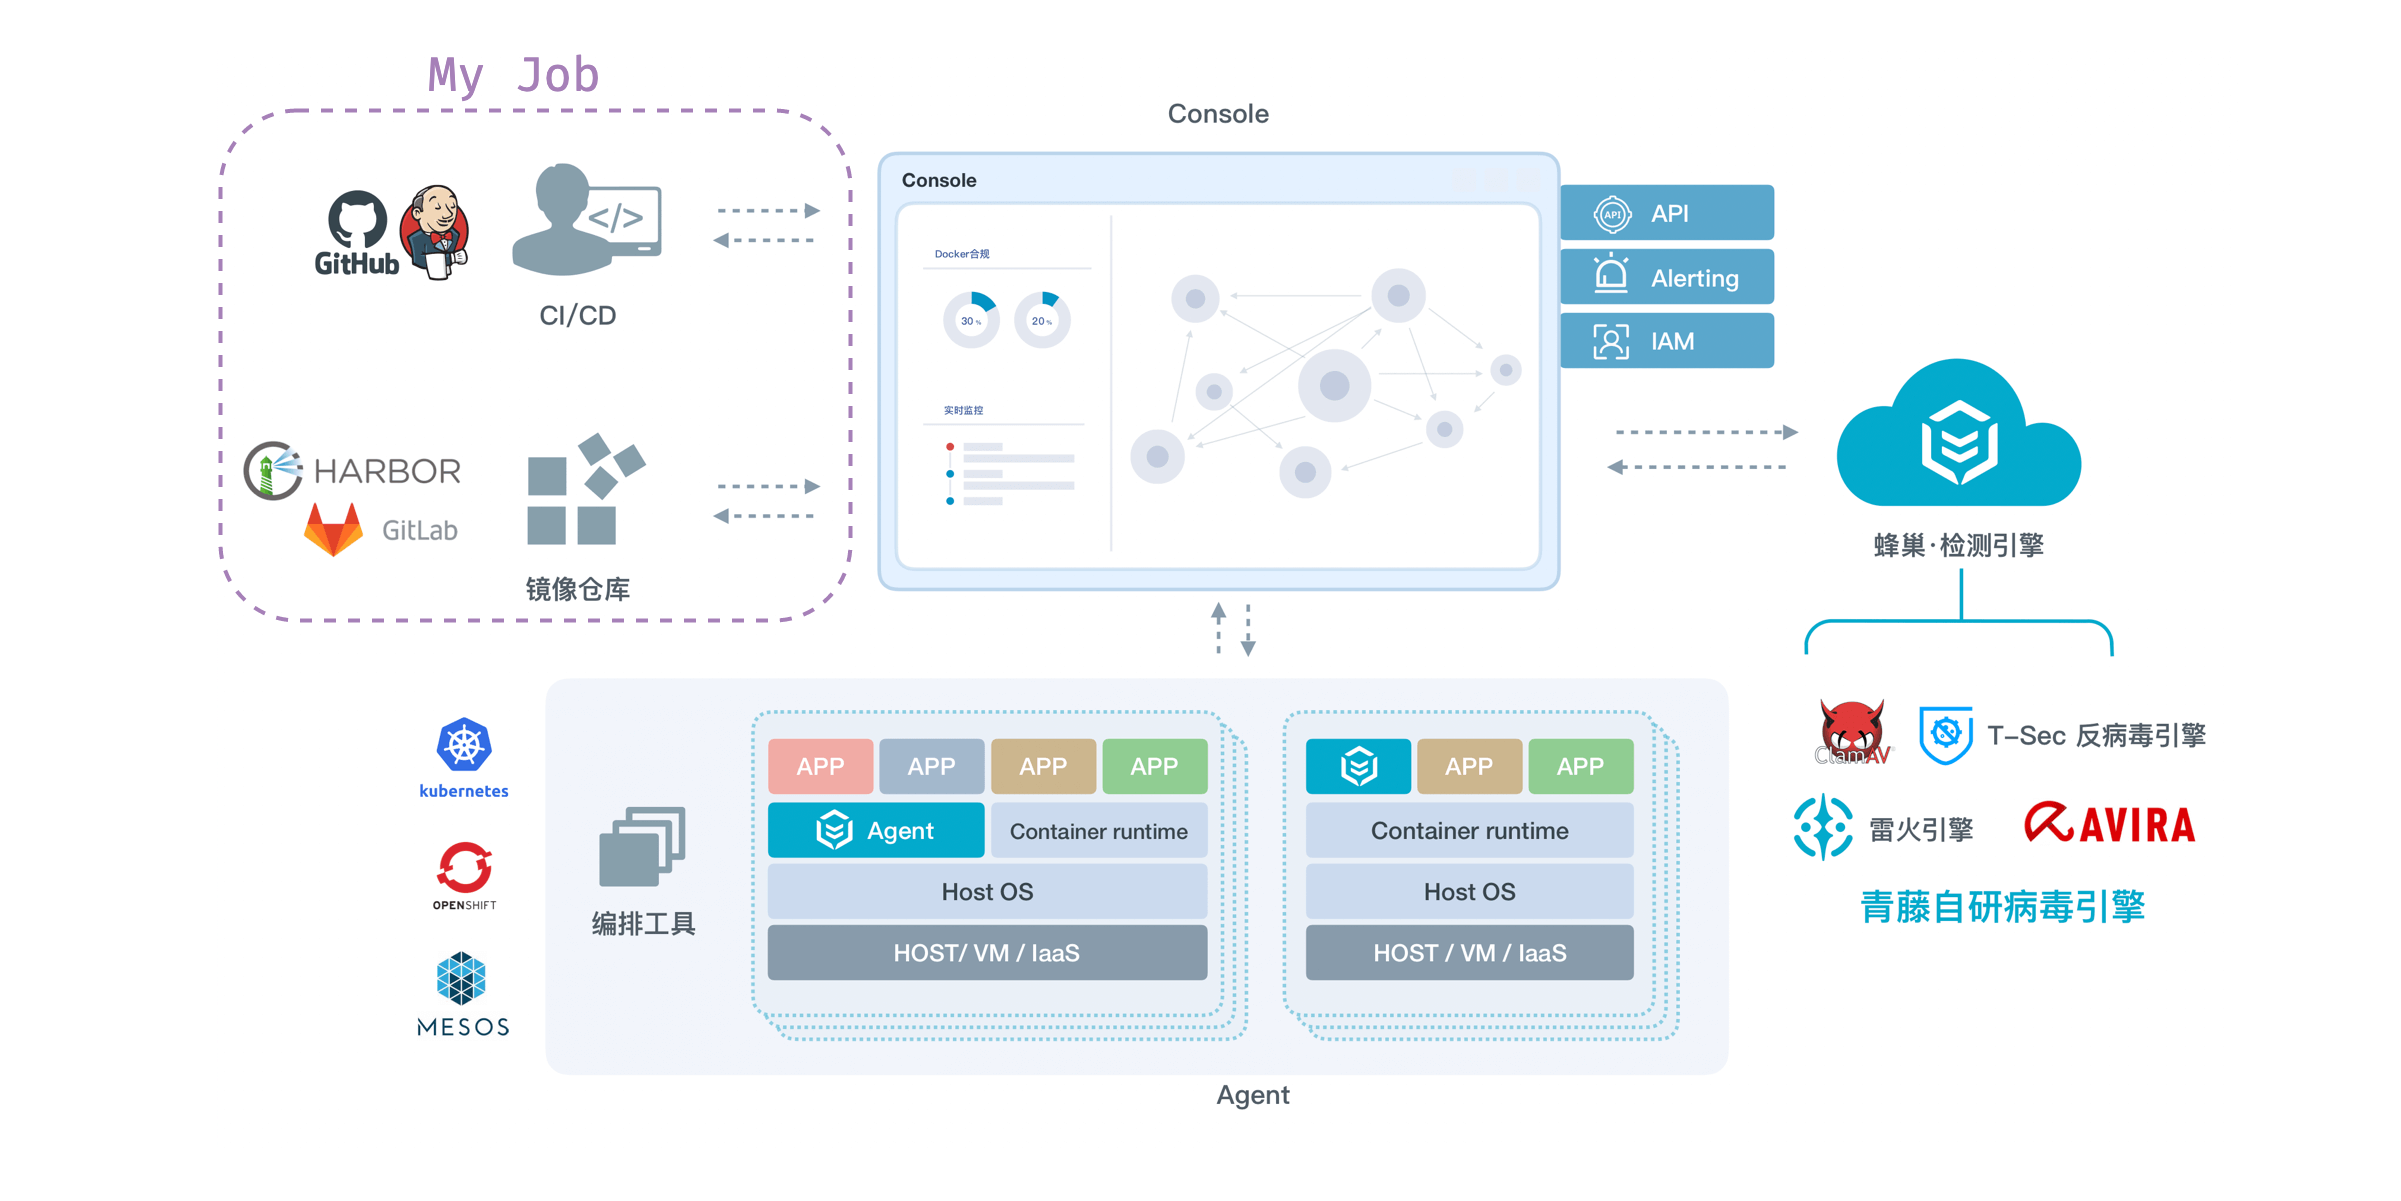 My Job
GitHub
</>
CI/CD
HARBOR
GitLab
镜像仓库
Console
Console
Docker合规
30 %
20 %
实时监控
API
API
Alerting
IAM
蜂巢·检测引擎
ClamAV
T-Sec 反病毒引擎
雷火引擎
AVIRA
青藤自研病毒引擎
kubernetes
OPENSHIFT
MESOS
编排工具
APP APP APP APP
Agent Container runtime
Host OS
HOST/ VM / IaaS
APP APP
Container runtime
Host OS
HOST / VM / IaaS
Agent